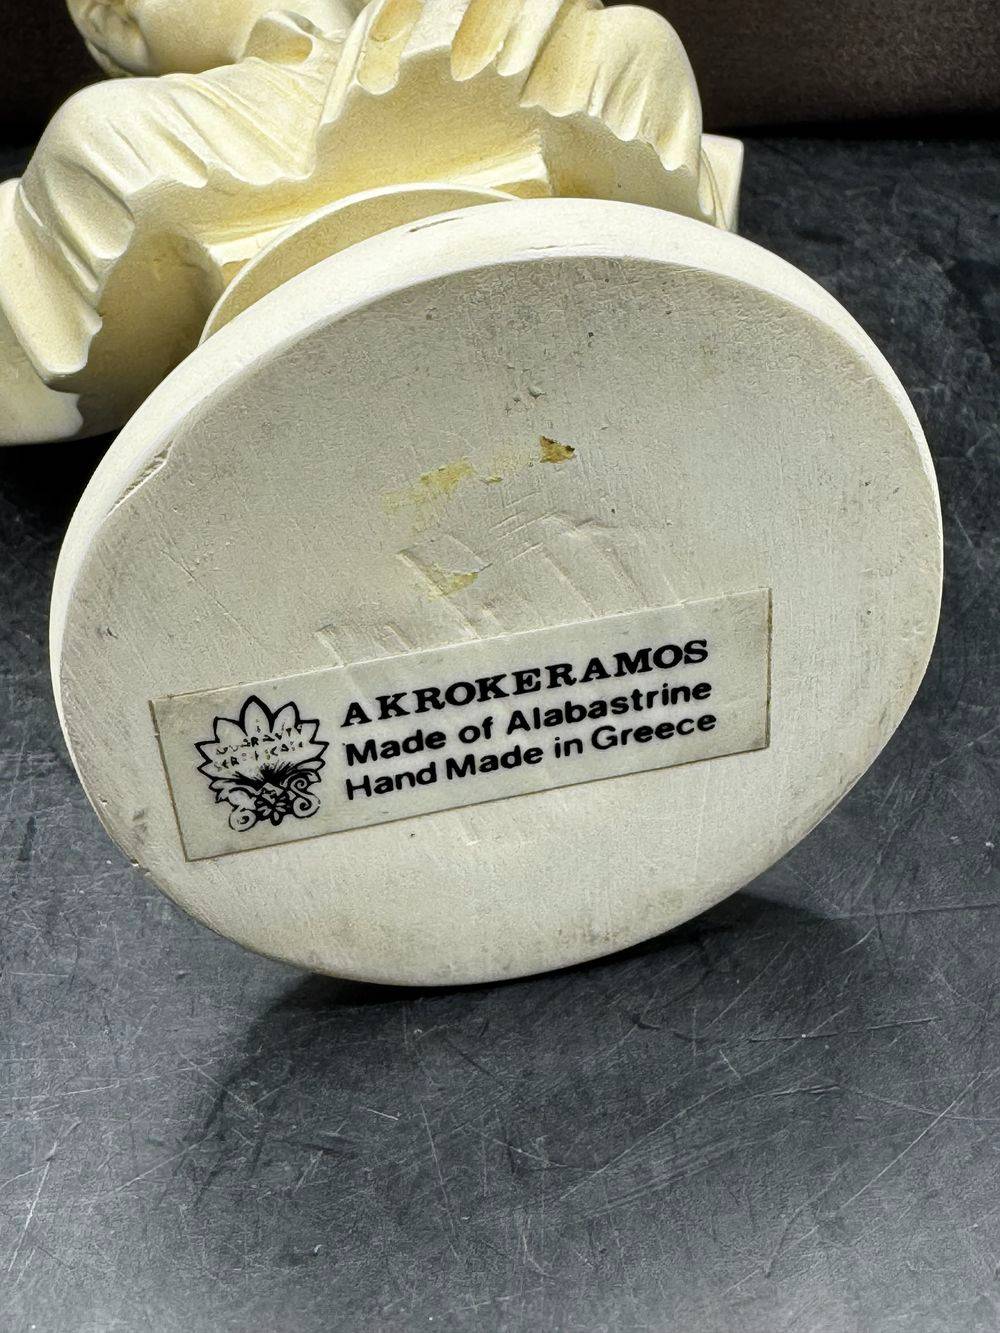 AKROKERAMOS
Made of Alabastrine
Hand Made in Greece